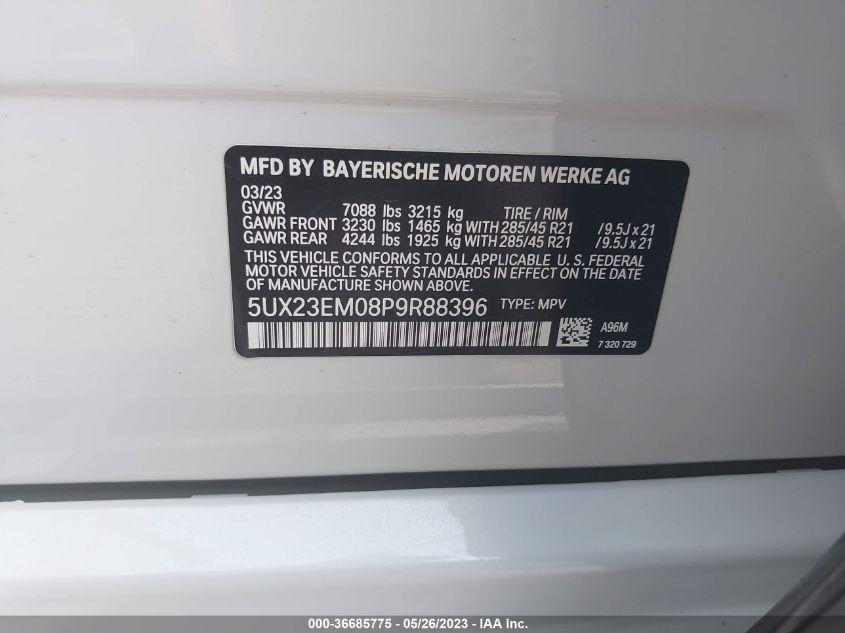 MFD BY BAYERISCHE MOTOREN WERKE AG
03/23
GVWR 7088 lbs 3215 kg TIRE / RIM
GAWR FRONT 3230 lbs 1465 kg WITH 285/45 R21 /9.5J x 21
GAWR REAR 4244 lbs 1925 kg WITH 285/45 R21 /9.5J x 21
THIS VEHICLE CONFORMS TO ALL APPLICABLE U. S. FEDERAL
MOTOR VEHICLE SAFETY STANDARDS IN EFFECT ON THE DATE
OF MANUFACTURE SHOWN ABOVE.
5UX23EM08P9R88396 TYPE: MPV
A96M
7 320 729
000-36685775 - 05/26/2023 - IAA Inc.